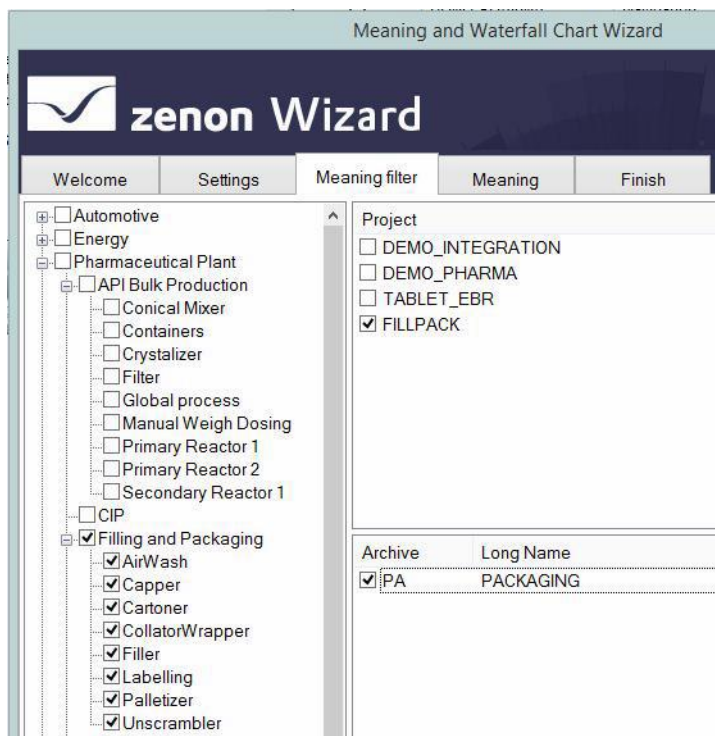 Meaning and Waterfall Chart Wizard
zenon Wizard
Welcome Settings Meaning filter Meaning Finish
Automotive
Energy
Pharmaceutical Plant
API Bulk Production
Conical Mixer
Containers
Crystalizer
Filter
Global process
Manual Weigh Dosing
Primary Reactor 1
Primary Reactor 2
Secondary Reactor 1
CIP
Filling and Packaging
AirWash
Capper
Cartoner
CollatorWrapper
Filler
Labelling
Palletizer
Unscrambler
Project
DEMO_INTEGRATION
DEMO_PHARMA
TABLET_EBR
FILLPACK
Archive Long Name
PA PACKAGING